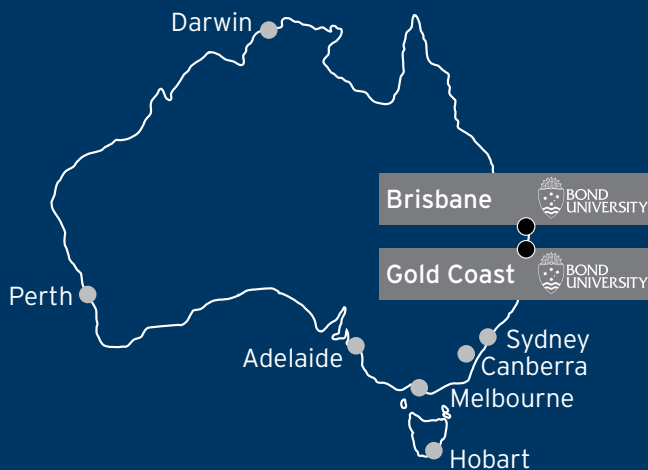 Darwin
Brisbane
BOND
UNIVERSITY
Gold Coast
BOND
UNIVERSITY
Perth
Sydney
Adelaide
Canberra
Melbourne
Hobart